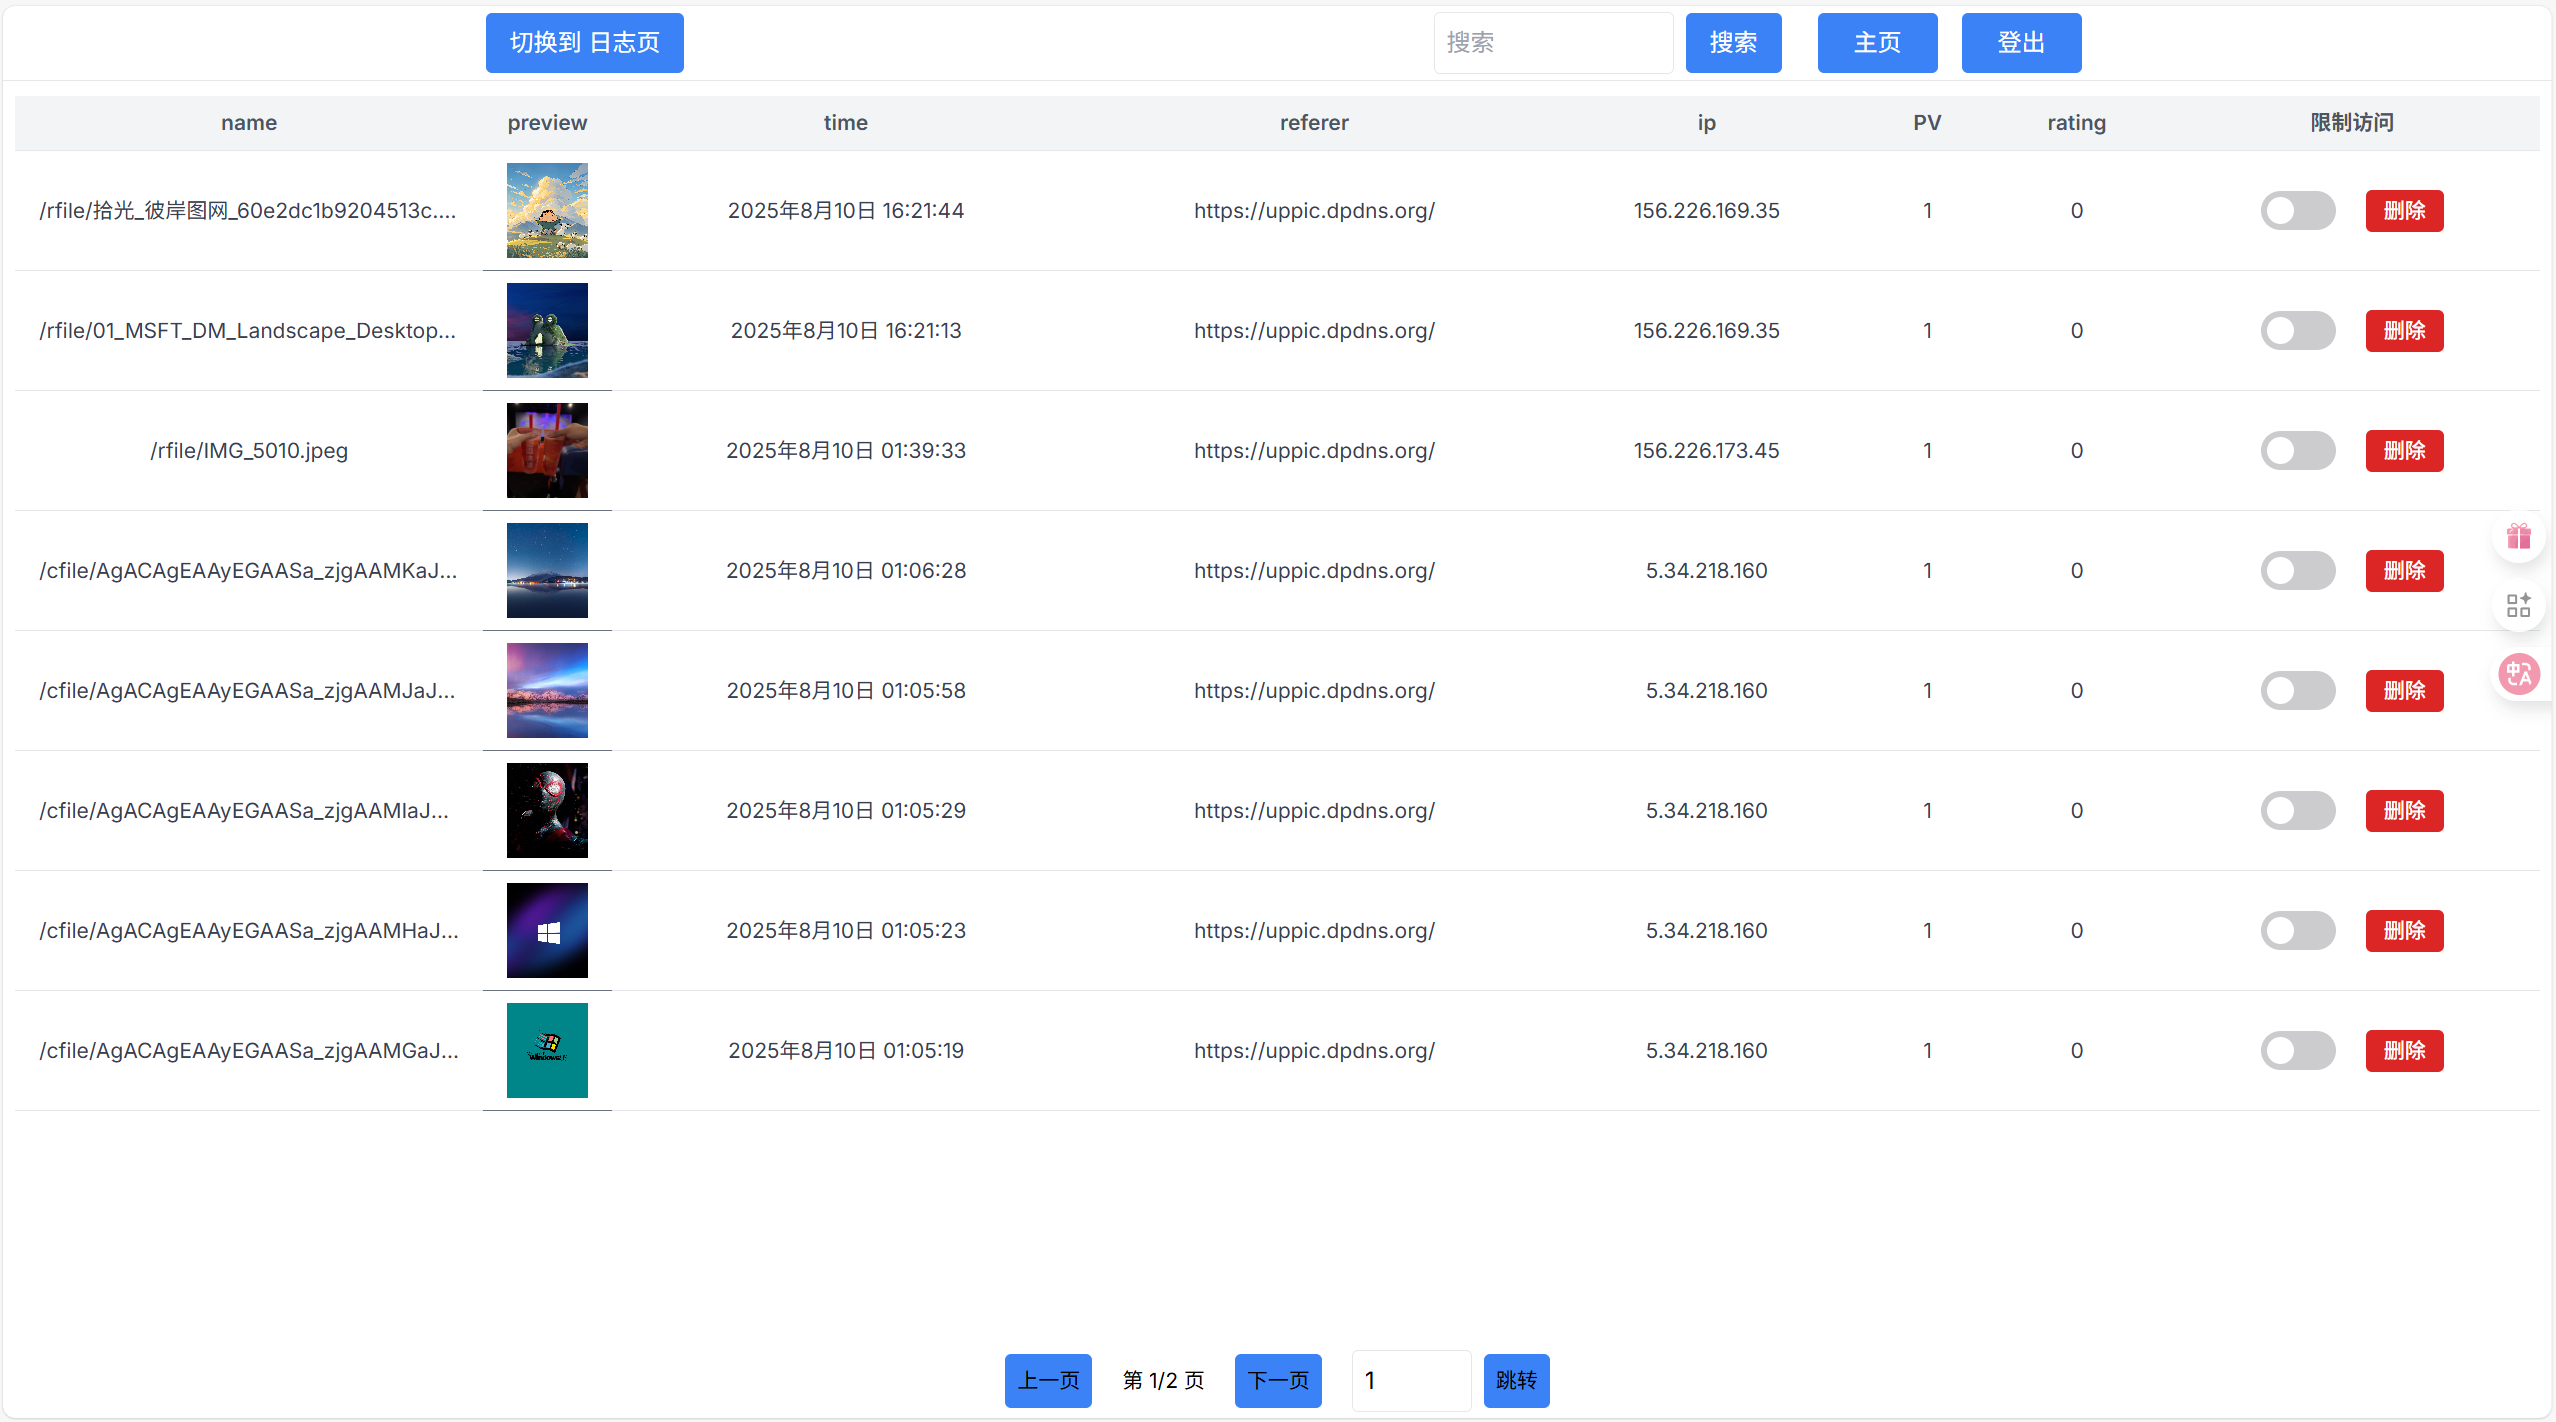 切换到 日志页 搜索 搜索 主页 登出
name preview time referer ip PV rating 限制访问
/rfile/拾光_彼岸图网_60e2dc1b9204513c.... 2025年8月10日 16:21:44 https://uppic.dpdns.org/ 156.226.169.35 1 0 删除
/rfile/01_MSFT_DM_Landscape_Desktop... 2025年8月10日 16:21:13 https://uppic.dpdns.org/ 156.226.169.35 1 0 删除
/rfile/IMG_5010.jpeg 2025年8月10日 01:39:33 https://uppic.dpdns.org/ 156.226.173.45 1 0 删除
/cfile/AgACAgEAAyEGAASa_zjgAAMKaJ... 2025年8月10日 01:06:28 https://uppic.dpdns.org/ 5.34.218.160 1 0 删除
/cfile/AgACAgEAAyEGAASa_zjgAAMJaJ... 2025年8月10日 01:05:58 https://uppic.dpdns.org/ 5.34.218.160 1 0 删除
/cfile/AgACAgEAAyEGAASa_zjgAAMIaJ... 2025年8月10日 01:05:29 https://uppic.dpdns.org/ 5.34.218.160 1 0 删除
/cfile/AgACAgEAAyEGAASa_zjgAAMHaJ... 2025年8月10日 01:05:23 https://uppic.dpdns.org/ 5.34.218.160 1 0 删除
/cfile/AgACAgEAAyEGAASa_zjgAAMGaJ... 2025年8月10日 01:05:19 https://uppic.dpdns.org/ 5.34.218.160 1 0 删除
上一页 第 1/2 页 下一页 1 跳转